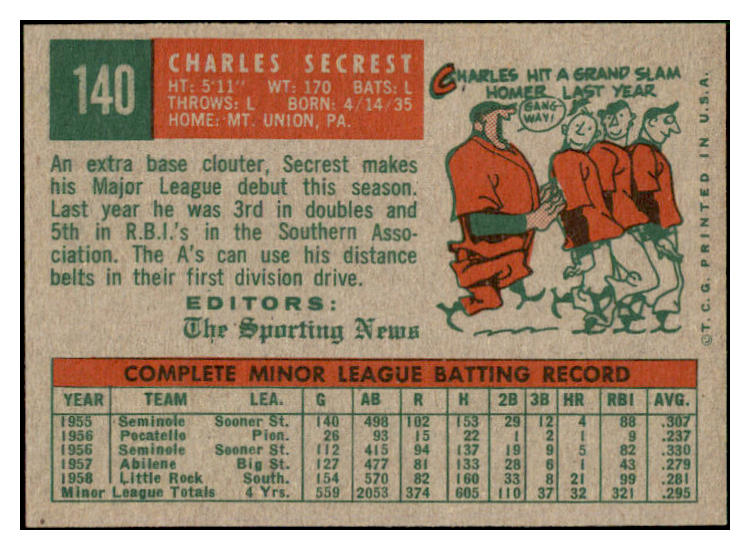 140
CHARLES SECREST
HT: 5'11" WT: 170 BATS: L
THROWS: L BORN: 4/14/35
HOME: MT. UNION, PA.
CHARLES HIT A GRAND SLAM
HOMER LAST YEAR
GANG
WAY!
An extra base clouter, Secrest makes
his Major League debut this season.
Last year he was 3rd in doubles and
5th in R.B.I.'s in the Southern Asso-
ciation. The A's can use his distance
belts in their first division drive.
EDITORS:
The Sporting News
©T.C.G. PRINTED IN U.S.A.
COMPLETE MINOR LEAGUE BATTING RECORD
YEAR TEAM LEA. G AB R H 2B 3B HR RBI AVG.
1955 Seminole Sooner St. 140 498 102 153 29 12 4 88 .307
1956 Pocatello Pion. 26 93 15 22 1 2 1 9 .237
1956 Seminole Sooner St. 112 415 94 137 19 9 5 82 .330
1957 Abilene Big St. 127 477 81 133 28 6 1 43 .279
1958 Little Rock South. 154 570 82 160 33 8 21 99 .281
Minor League Totals 4 Yrs. 559 2053 374 605 110 37 32 321 .295